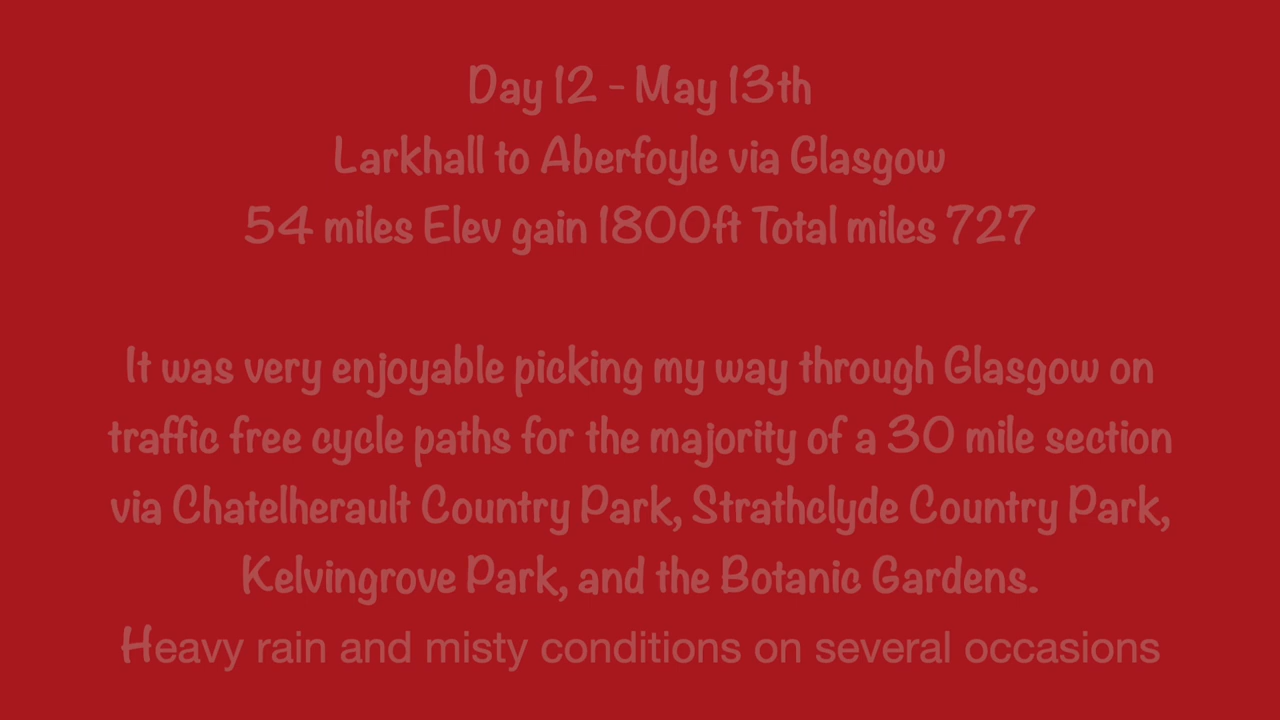 Day 12 - May 13th
Larkhall to Aberfoyle via Glasgow
54 miles Elev gain 1800ft Total miles 727
It was very enjoyable picking my way through Glasgow on
traffic free cycle paths for the majority of a 30 mile section
via Chatelherault Country Park, Strathclyde Country Park,
Kelvingrove Park, and the Botanic Gardens.
Heavy rain and misty conditions on several occasions